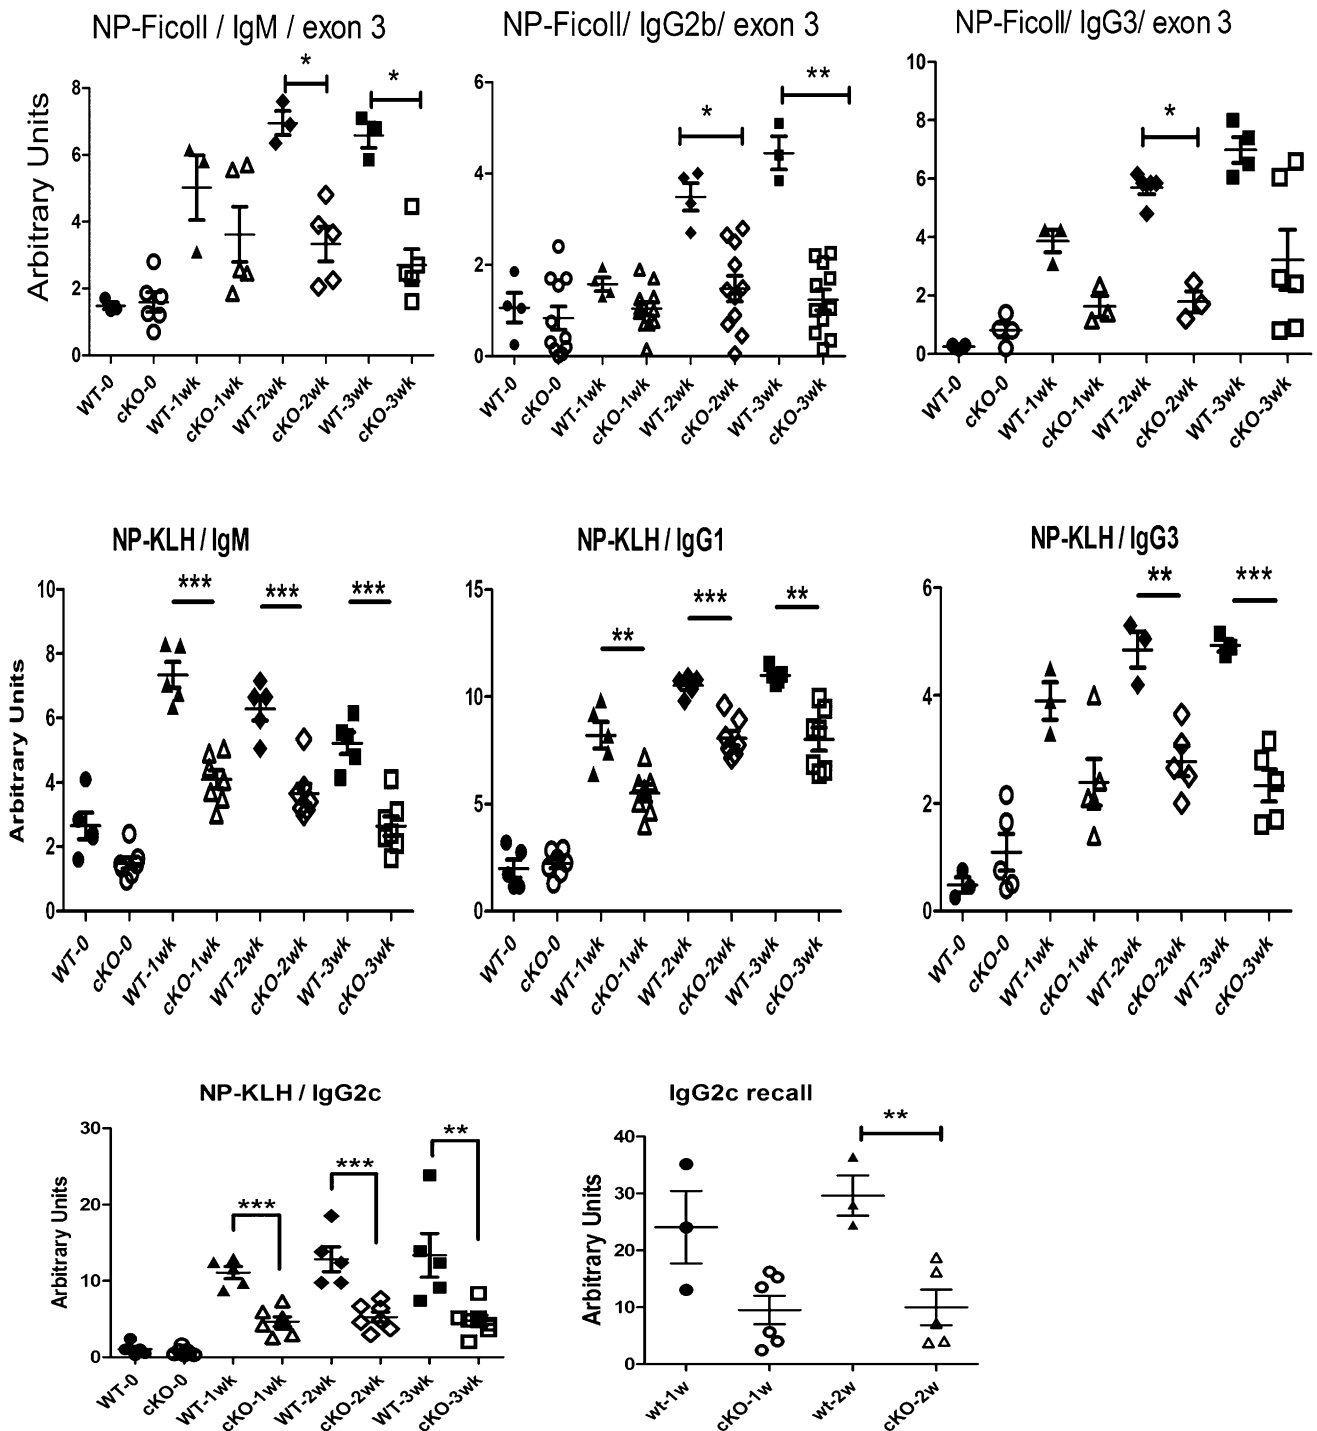 NP-Ficoll / IgM / exon 3
NP-Ficoll/ IgG2b/ exon 3
NP-Ficoll/ IgG3/ exon 3
Arbitrary Units
8
6
4
2
0
* *
WT-0 cKO-0 WT-1wk cKO-1wk WT-2wk cKO-2wk WT-3wk cKO-3wk
6
4
2
0
* **
WT-0 cKO-0 WT-1wk cKO-1wk WT-2wk cKO-2wk WT-3wk cKO-3wk
10
8
6
4
2
0
*
WT-0 cKO-0 WT-1wk cKO-1wk WT-2wk cKO-2wk WT-3wk cKO-3wk
NP-KLH / IgM
NP-KLH / IgG1
NP-KLH / IgG3
Arbitrary Units
10
8
6
4
2
0
*** *** ***
WT-0 cKO-0 WT-1wk cKO-1wk WT-2wk cKO-2wk WT-3wk cKO-3wk
15
10
5
0
** *** **
WT-0 cKO-0 WT-1wk cKO-1wk WT-2wk cKO-2wk WT-3wk cKO-3wk
6
4
2
0
** ***
WT-0 cKO-0 WT-1wk cKO-1wk WT-2wk cKO-2wk WT-3wk cKO-3wk
NP-KLH / IgG2c
IgG2c recall
Arbitrary Units
30
20
10
0
*** *** **
WT-0 cKO-0 WT-1wk cKO-1wk WT-2wk cKO-2wk WT-3wk cKO-3wk
Arbitrary Units
40
30
20
10
0
**
wt-1w cKO-1w wt-2w cKO-2w